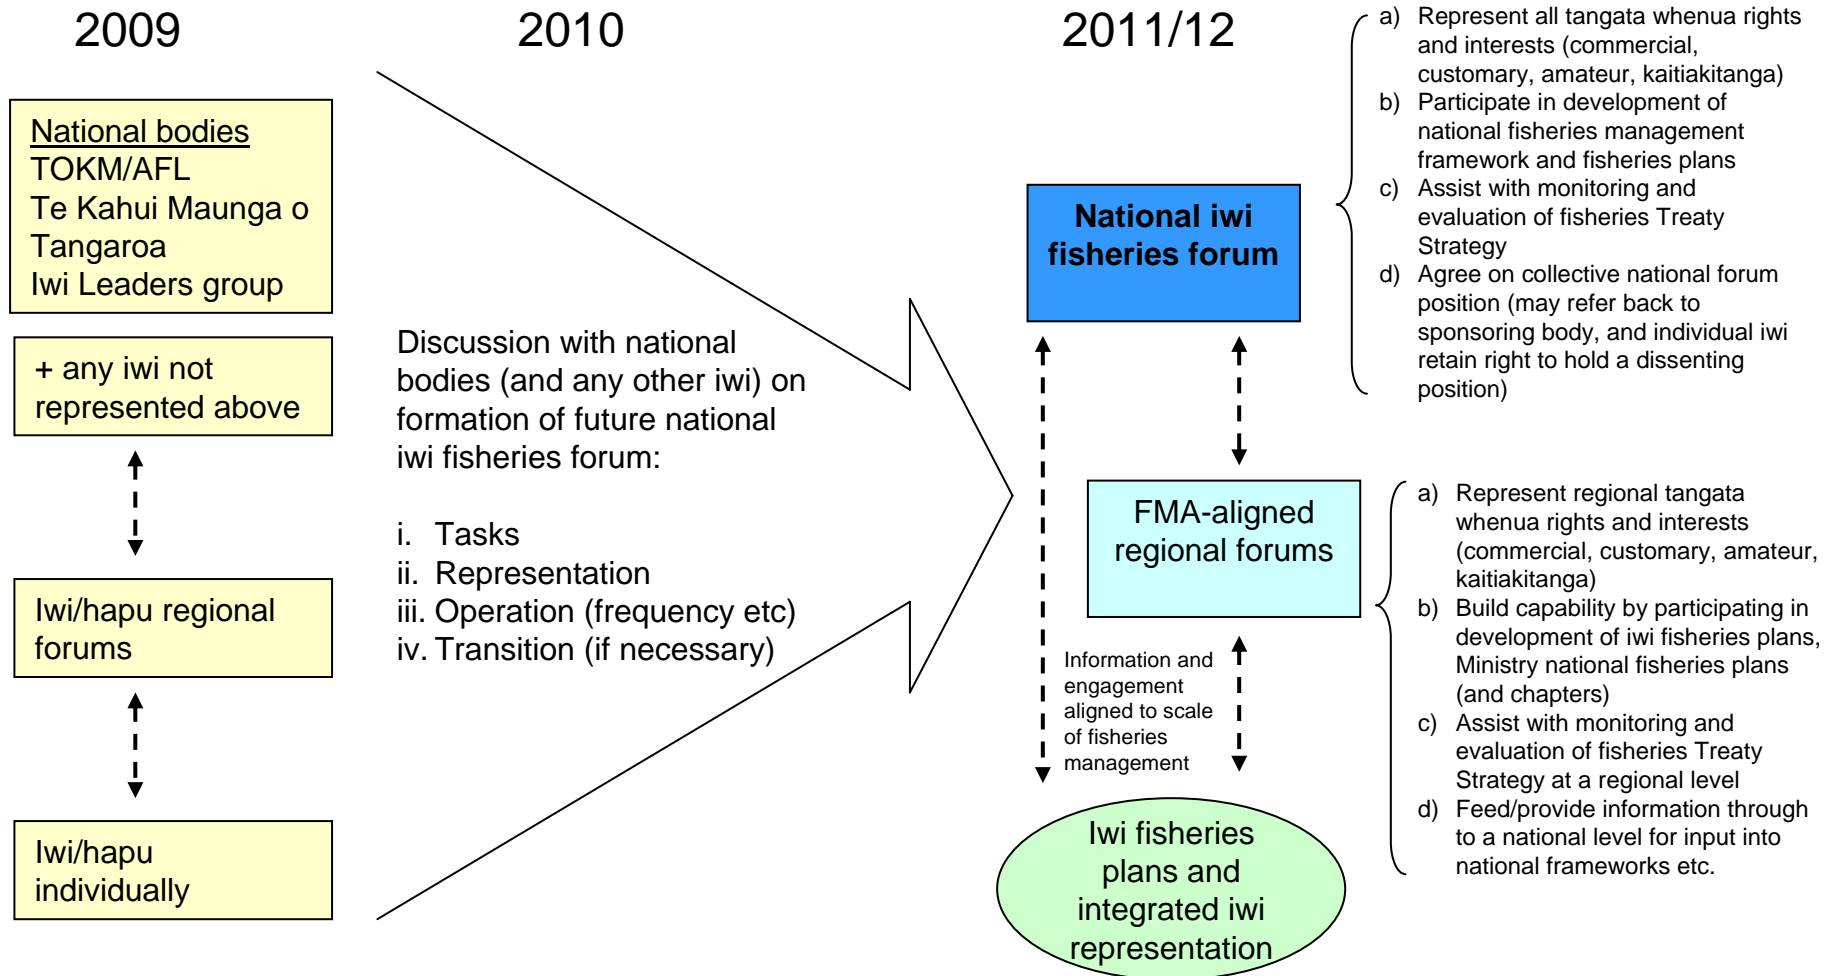 2009
National bodies
TOKM/AFL
Te Kahui Maunga o
Tangaroa
Iwi Leaders group
+ any iwi not
represented above
Iwi/hapu regional
forums
Iwi/hapu
individually
2010
Discussion with national
bodies (and any other iwi) on
formation of future national
iwi fisheries forum:
i. Tasks
ii. Representation
iii. Operation (frequency etc)
iv. Transition (if necessary)
2011/12
National iwi
fisheries forum
FMA-aligned
regional forums
Information and
engagement
aligned to scale
of fisheries
management
Iwi fisheries
plans and
integrated iwi
representation
a) Represent all tangata whenua rights
and interests (commercial,
customary, amateur, kaitiakitanga)
b) Participate in development of
national fisheries management
framework and fisheries plans
c) Assist with monitoring and
evaluation of fisheries Treaty
Strategy
d) Agree on collective national forum
position (may refer back to
sponsoring body, and individual iwi
retain right to hold a dissenting
position)
a) Represent regional tangata
whenua rights and interests
(commercial, customary, amateur,
kaitiakitanga)
b) Build capability by participating in
development of iwi fisheries plans,
Ministry national fisheries plans
(and chapters)
c) Assist with monitoring and
evaluation of fisheries Treaty
Strategy at a regional level
d) Feed/provide information through
to a national level for input into
national frameworks etc.